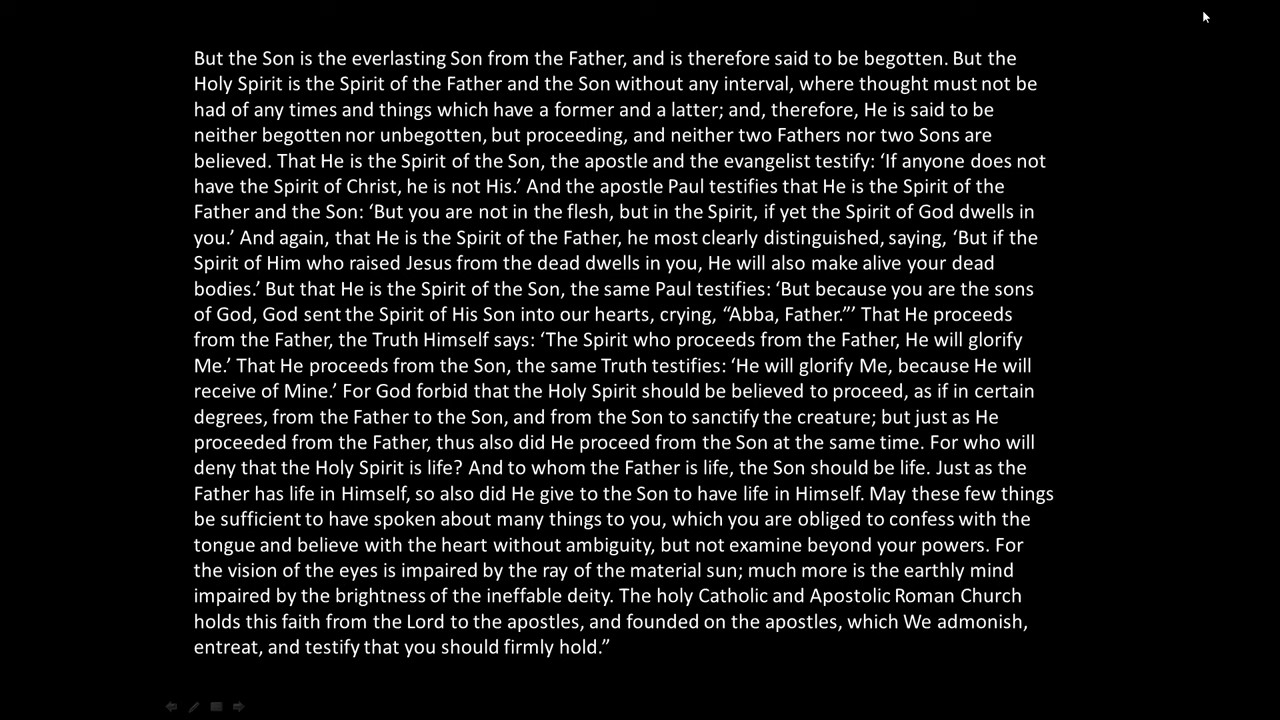 But the Son is the everlasting Son from the Father, and is therefore said to be begotten. But the
Holy Spirit is the Spirit of the Father and the Son without any interval, where thought must not be
had of any times and things which have a former and a latter; and, therefore, He is said to be
neither begotten nor unbegotten, but proceeding, and neither two Fathers nor two Sons are
believed. That He is the Spirit of the Son, the apostle and the evangelist testify: ‘If anyone does not
have the Spirit of Christ, he is not His.’ And the apostle Paul testifies that He is the Spirit of the
Father and the Son: ‘But you are not in the flesh, but in the Spirit, if yet the Spirit of God dwells in
you.’ And again, that He is the Spirit of the Father, he most clearly distinguished, saying, ‘But if the
Spirit of Him who raised Jesus from the dead dwells in you, He will also make alive your dead
bodies.’ But that He is the Spirit of the Son, the same Paul testifies: ‘But because you are the sons
of God, God sent the Spirit of His Son into our hearts, crying, “Abba, Father.”’ That He proceeds
from the Father, the Truth Himself says: ‘The Spirit who proceeds from the Father, He will glorify
Me.’ That He proceeds from the Son, the same Truth testifies: ‘He will glorify Me, because He will
receive of Mine.’ For God forbid that the Holy Spirit should be believed to proceed, as if in certain
degrees, from the Father to the Son, and from the Son to sanctify the creature; but just as He
proceeded from the Father, thus also did He proceed from the Son at the same time. For who will
deny that the Holy Spirit is life? And to whom the Father is life, the Son should be life. Just as the
Father has life in Himself, so also did He give to the Son to have life in Himself. May these few things
be sufficient to have spoken about many things to you, which you are obliged to confess with the
tongue and believe with the heart without ambiguity, but not examine beyond your powers. For
the vision of the eyes is impaired by the ray of the material sun; much more is the earthly mind
impaired by the brightness of the ineffable deity. The holy Catholic and Apostolic Roman Church
holds this faith from the Lord to the apostles, and founded on the apostles, which We admonish,
entreat, and testify that you should firmly hold.”